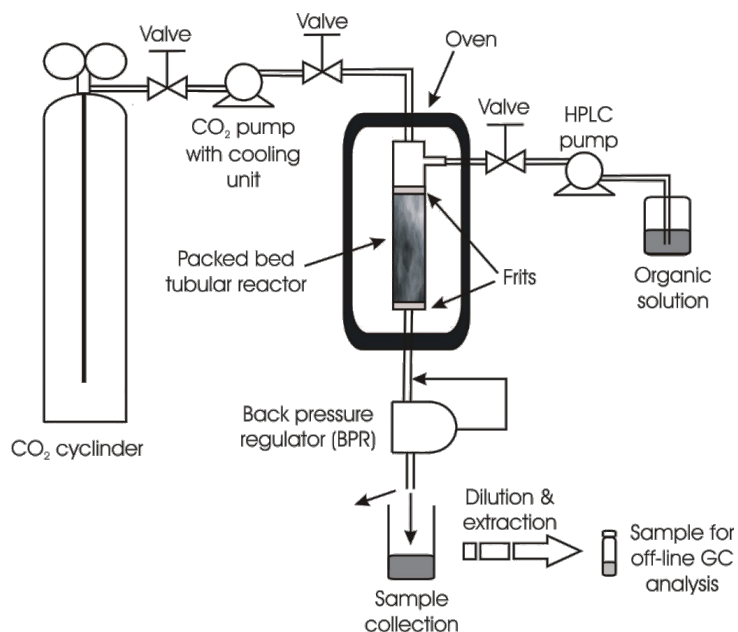 Valve
Valve
Oven
CO₂ pump
with cooling
unit
Valve
HPLC
pump
Packed bed
tubular reactor
Frits
Organic
solution
Back pressure
regulator (BPR)
CO₂ cyclinder
Dilution &
extraction
Sample for
off-line GC
analysis
Sample
collection